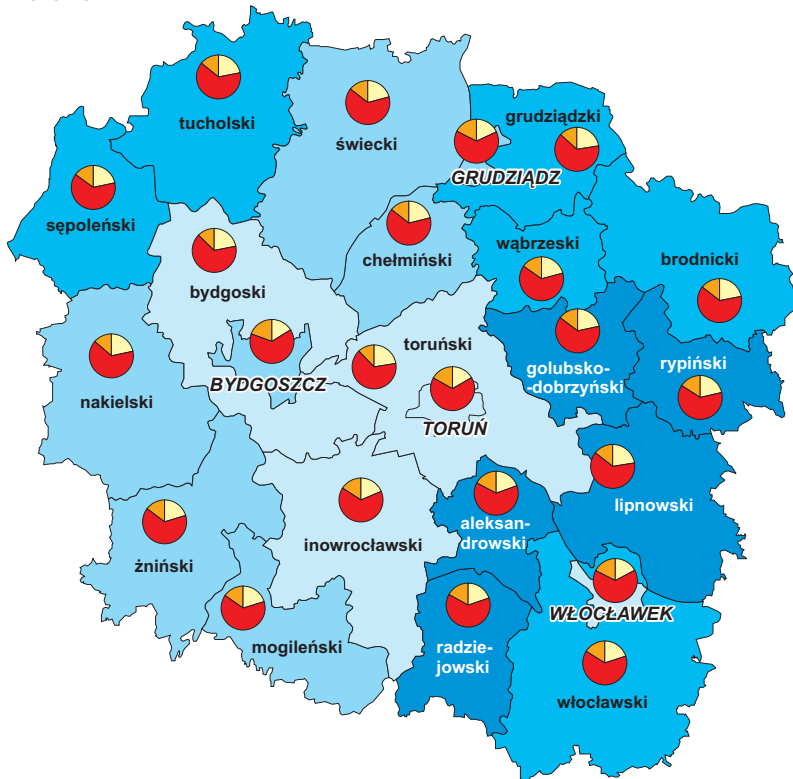 tucholski
świecki
grudziądzki
GRUDZIĄDZ
sępoleński
chełmiński
wąbrzeski
brodnicki
bydgoski
toruński
golubsko-
-dobrzyński
rypiński
nakielski
BYDGOSZCZ
TORUŃ
lipnowski
inowrocławski
aleksan-
drowski
żniński
WŁOCŁAWEK
mogileński
radzie-
jowski
włocławski